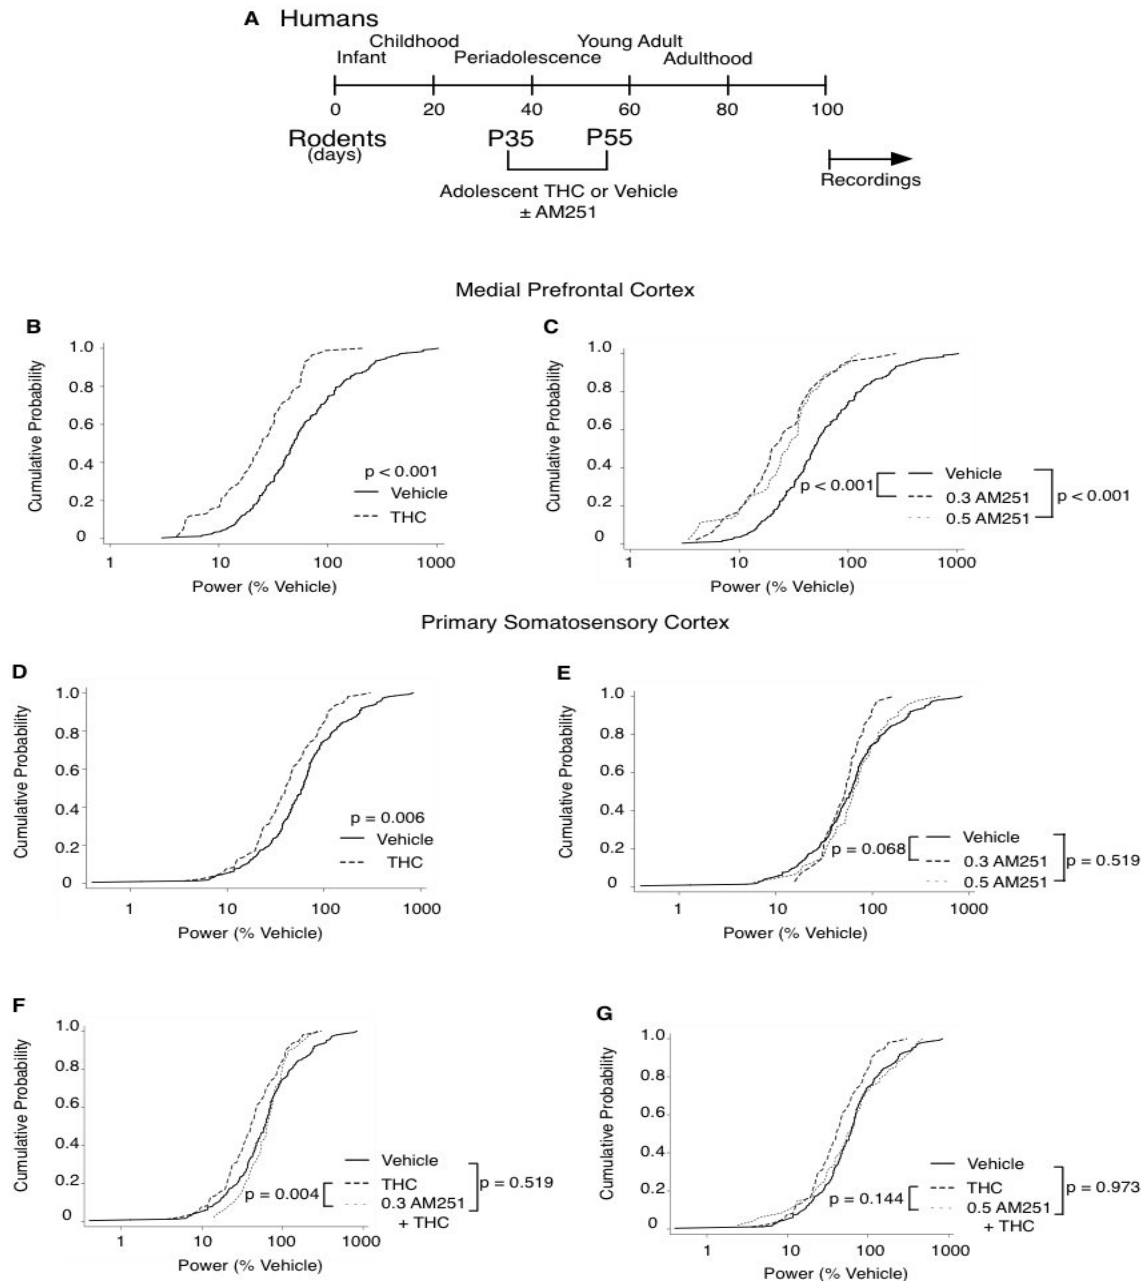 A Humans
Childhood Young Adult
Infant Periadolescence Adulthood
0 20 40 60 80 100
Rodents P35 P55
(days)
Recordings
Adolescent THC or Vehicle
± AM251
Medial Prefrontal Cortex
B
Cumulative Probability
1.0
0.8
0.6
0.4
0.2
0
p < 0.001
Vehicle
THC
1 10 100 1000
Power (% Vehicle)
C
Cumulative Probability
1.0
0.8
0.6
0.4
0.2
0
Vehicle
p < 0.001
0.3 AM251
0.5 AM251
p < 0.001
1 10 100 1000
Power (% Vehicle)
Primary Somatosensory Cortex
D
Cumulative Probability
1.0
0.8
0.6
0.4
0.2
0
p = 0.006
Vehicle
THC
1 10 100 1000
Power (% Vehicle)
E
Cumulative Probability
1.0
0.8
0.6
0.4
0.2
0
Vehicle
p = 0.068
0.3 AM251
0.5 AM251
p = 0.519
1 10 100 1000
Power (% Vehicle)
F
Cumulative Probability
1.0
0.8
0.6
0.4
0.2
0
Vehicle
THC
p = 0.004
0.3 AM251
+ THC
p = 0.519
1 10 100 1000
Power (% Vehicle)
G
Cumulative Probability
1.0
0.8
0.6
0.4
0.2
0
Vehicle
THC
p = 0.144
0.5 AM251
+ THC
p = 0.973
1 10 100 1000
Power (% Vehicle)